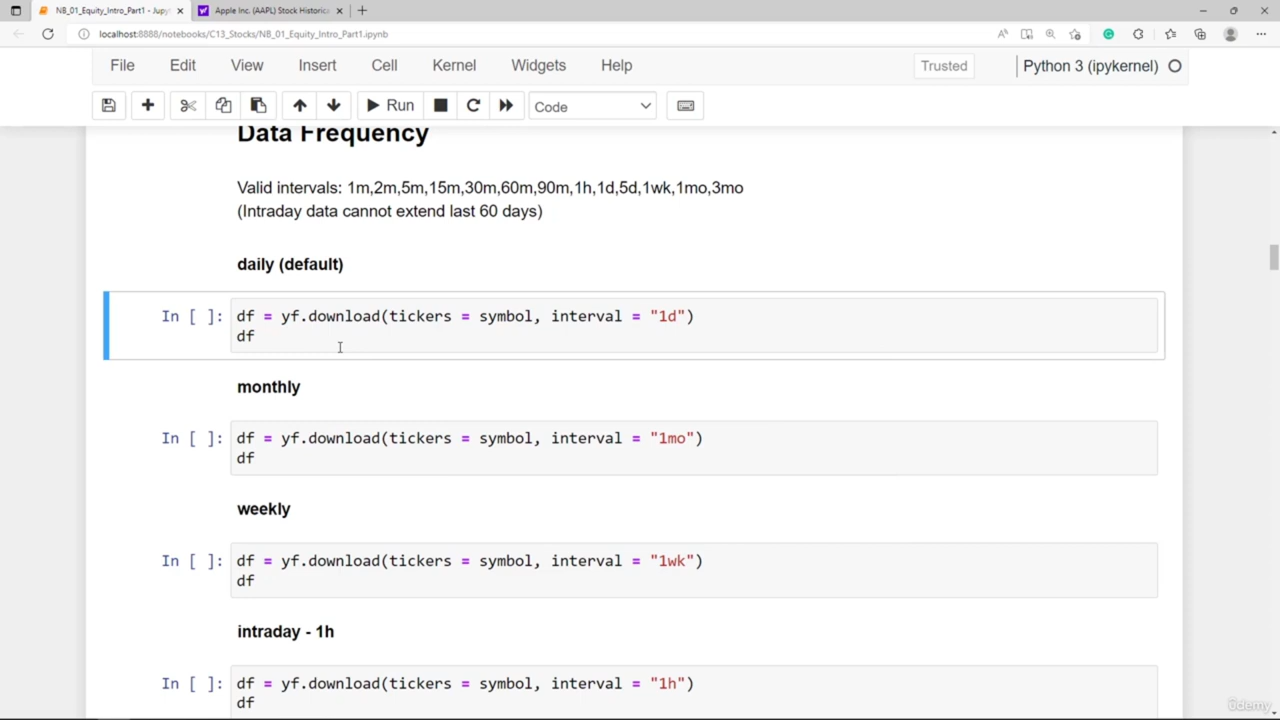 NB_01_Equity_Intro_Part1 - Jupyt
Apple Inc. (AAPL) Stock Historica
localhost:8888/notebooks/C13_Stocks/NB_01_Equity_Intro_Part1.ipynb
File Edit View Insert Cell Kernel Widgets Help Trusted Python 3 (ipykernel)
Run Code
Data Frequency
Valid intervals: 1m,2m,5m,15m,30m,60m,90m,1h,1d,5d,1wk,1mo,3mo
(Intraday data cannot extend last 60 days)
daily (default)
In [ ]: df = yf.download(tickers = symbol, interval = "1d")
df
monthly
In [ ]: df = yf.download(tickers = symbol, interval = "1mo")
df
weekly
In [ ]: df = yf.download(tickers = symbol, interval = "1wk")
df
intraday - 1h
In [ ]: df = yf.download(tickers = symbol, interval = "1h")
df
ûdemy